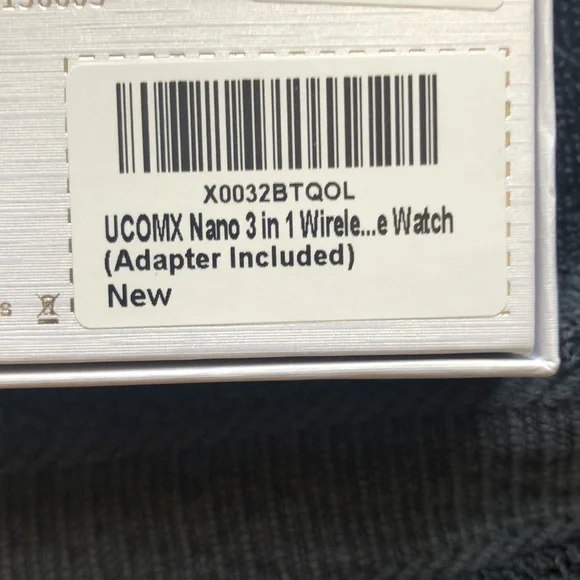 X0032BTQOL
UCOMX Nano 3 in 1 Wirele...e Watch
(Adapter Included)
New